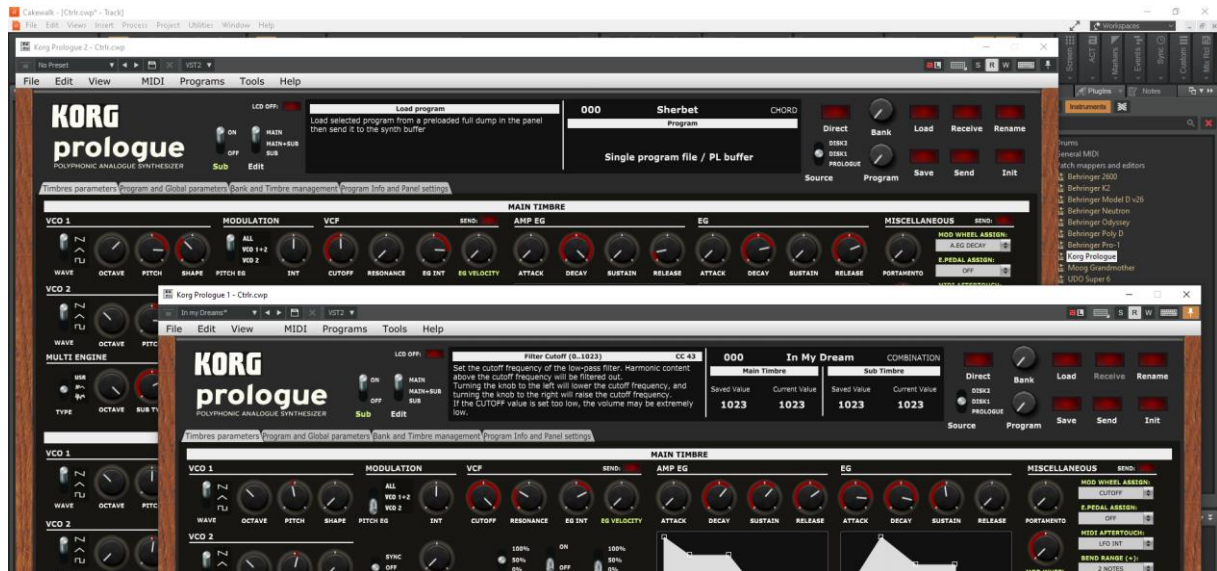 Cakewalk - [Ctrlr.cwp* - Track]
File Edit Views Insert Process Project Utilities Window Help
Workspaces
Screen
ACT
Markers
Events
Sync
Custom
Mix Rcl
Korg Prologue 2 - Ctrlr.cwp
No Preset
VST2
S R W
File Edit View MIDI Programs Tools Help
PlugIns Notes
Instruments
Drums
General MIDI
Patch mappers and editors
Behringer 2600
Behringer K2
Behringer Model D v26
Behringer Neutron
Behringer Odyssey
Behringer Poly D
Behringer Pro-1
Korg Prologue
Moog Grandmother
UDO Super 6
KORG
prologue
POLYPHONIC ANALOGUE SYNTHESIZER
LCD OFF:
ON
OFF
Sub
MAIN
MAIN+SUB
SUB
Edit
Load program
Load selected program from a preloaded full dump in the panel
then send it to the synth buffer
000 Sherbet CHORD
Program
Single program file / PL buffer
Direct Bank Load Receive Rename
DISK2
DISK1
PROLOGUE
Source Program Save Send Init
Timbres parameters Program and Global parameters Bank and Timbre management Program Info and Panel settings
MAIN TIMBRE
VCO 1 MODULATION VCF SEND: AMP EG EG MISCELLANEOUS SEND:
ALL
VCO 1+2
VCO 2
MOD WHEEL ASSIGN:
A.EG DECAY
E.PEDAL ASSIGN:
OFF
MIDI AFTERTOUCH:
WAVE OCTAVE PITCH SHAPE PITCH EG INT CUTOFF RESONANCE EG INT EG VELOCITY ATTACK DECAY SUSTAIN RELEASE ATTACK DECAY SUSTAIN RELEASE PORTAMENTO
VCO 2
WAVE OCTAVE PITC
MULTI ENGINE
USR
TYPE OCTAVE SUB TY
VCO 1
WAVE OCTAVE PITC
VCO 2
Korg Prologue 1 - Ctrlr.cwp
In my Dreams*
VST2
S R W
File Edit View MIDI Programs Tools Help
KORG
prologue
POLYPHONIC ANALOGUE SYNTHESIZER
LCD OFF:
ON
OFF
Sub
MAIN
MAIN+SUB
SUB
Edit
Filter Cutoff (0..1023) CC 43
Set the cutoff frequency of the low-pass filter. Harmonic content
above the cutoff frequency will be filtered out.
Turning the knob to the left will lower the cutoff frequency, and
turning the knob to the right will raise the cutoff frequency.
If the CUTOFF value is set too low, the volume may be extremely
low.
000 In My Dream COMBINATION
Main Timbre Sub Timbre
Saved Value Current Value Saved Value Current Value
1023 1023 1023 1023
Direct Bank Load Receive Rename
DISK2
DISK1
PROLOGUE
Source Program Save Send Init
Timbres parameters Program and Global parameters Bank and Timbre management Program Info and Panel settings
MAIN TIMBRE
VCO 1 MODULATION VCF SEND: AMP EG EG MISCELLANEOUS SEND:
ALL
VCO 1+2
VCO 2
MOD WHEEL ASSIGN:
CUTOFF
E.PEDAL ASSIGN:
OFF
WAVE OCTAVE PITCH SHAPE PITCH EG INT CUTOFF RESONANCE EG INT EG VELOCITY ATTACK DECAY SUSTAIN RELEASE ATTACK DECAY SUSTAIN RELEASE PORTAMENTO
MIDI AFTERTOUCH:
LFO INT
BEND RANGE (+):
2 NOTES
VCO 2
SYNC
OFF
100%
50%
0%
ON
OFF
100%
50%
0%